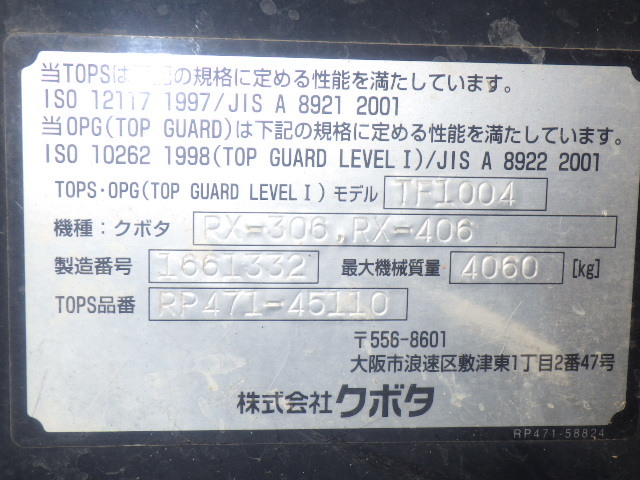 当TOPSは下記の規格に定める性能を満たしています。
ISO 12117 1997/JIS A 8921 2001
当OPG(TOP GUARD)は下記の規格に定める性能を満たしています。
ISO 10262 1998(TOP GUARD LEVELⅠ)/JIS A 8922 2001
TOPS・OPG(TOP GUARD LEVELⅠ) モデル TF1004
機種: クボタ RX-306,RX-406
製造番号 1661332 最大機械質量 4060 [kg]
TOPS品番 RP471-45110
〒556-8601
大阪市浪速区敷津東1丁目2番47号
株式会社クボタ
RP471-58824